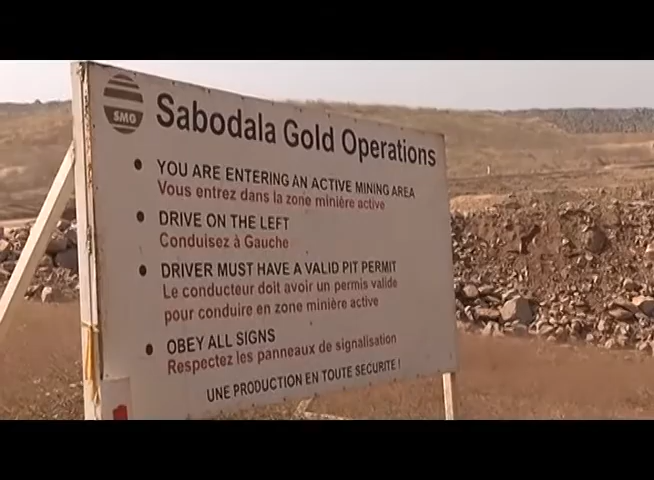 SMO
Sabodala Gold Operations
• YOU ARE ENTERING AN ACTIVE MINING AREA
Vous entrez dans la zone minière active
• DRIVE ON THE LEFT
Conduisez à Gauche
• DRIVER MUST HAVE A VALID PIT PERMIT
Le conducteur doit avoir un permis valide
pour conduire en zone minière active
• OBEY ALL SIGNS
Respectez les panneaux de signalisation
UNE PRODUCTION EN TOUTE SECURITE !